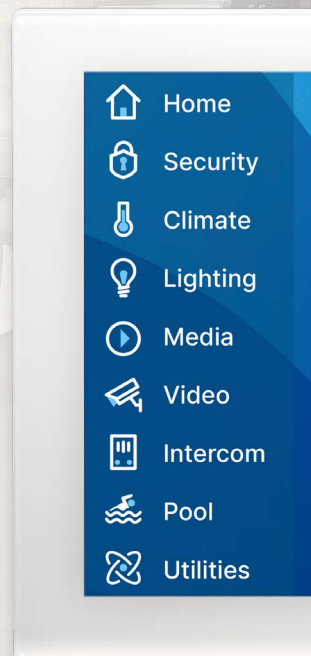 Home
Security
Climate
Lighting
Media
Video
Intercom
Pool
Utilities